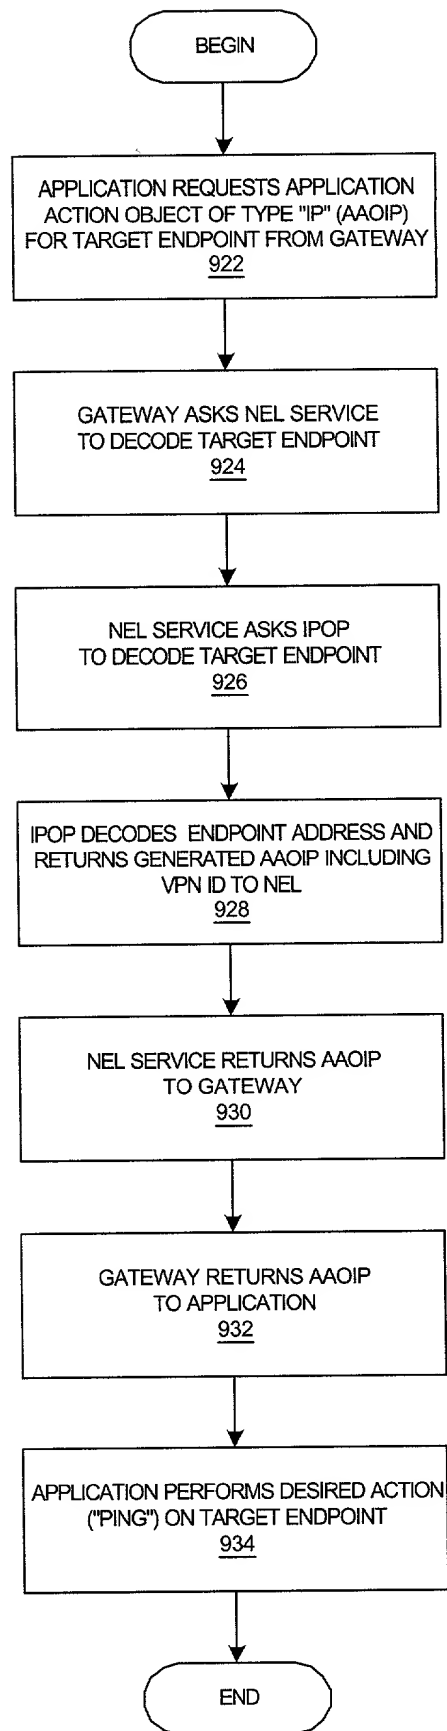 BEGIN
APPLICATION REQUESTS APPLICATION
ACTION OBJECT OF TYPE "IP" (AAOIP)
FOR TARGET ENDPOINT FROM GATEWAY
922
GATEWAY ASKS NEL SERVICE
TO DECODE TARGET ENDPOINT
924
NEL SERVICE ASKS IPOP
TO DECODE TARGET ENDPOINT
926
IPOP DECODES ENDPOINT ADDRESS AND
RETURNS GENERATED AAOIP INCLUDING
VPN ID TO NEL
928
NEL SERVICE RETURNS AAOIP
TO GATEWAY
930
GATEWAY RETURNS AAOIP
TO APPLICATION
932
APPLICATION PERFORMS DESIRED ACTION
("PING") ON TARGET ENDPOINT
934
END